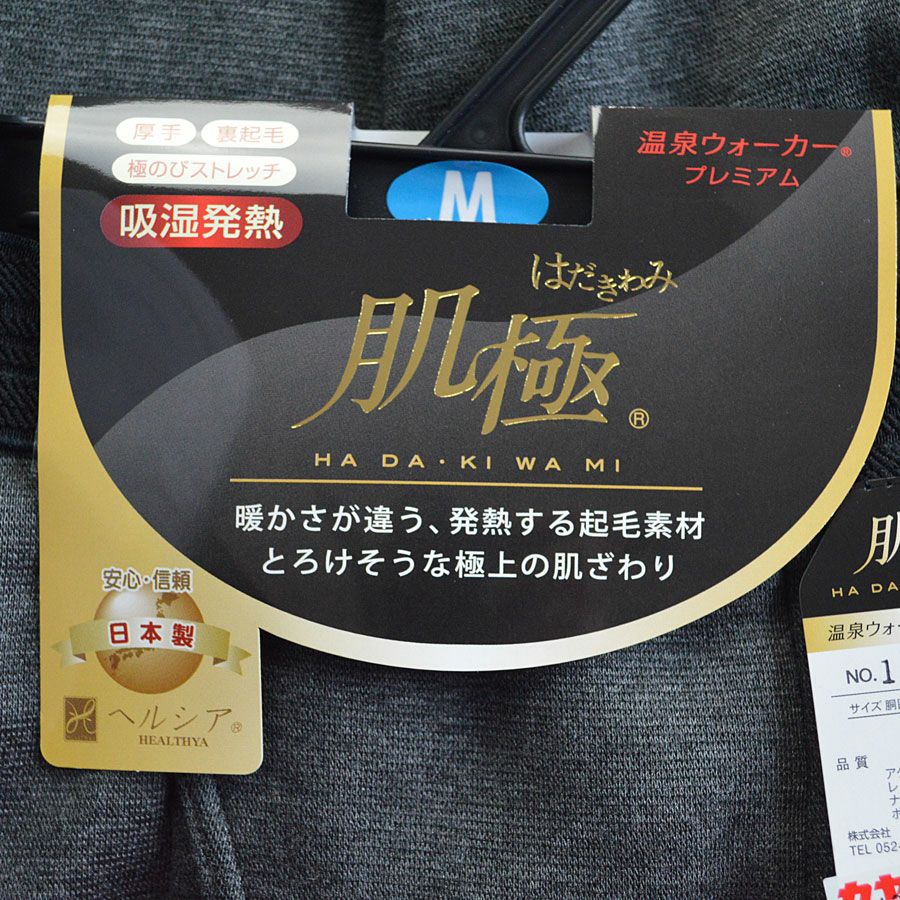 厚手 裏起毛
極のびストレッチ
吸湿発熱
M
温泉ウォーカー®
プレミアム
はだきわみ
肌極®
HA DA・KI WA MI
暖かさが違う、発熱する起毛素材
とろけそうな極上の肌ざわり
安心・信頼
日本製
ヘルシア®
HEALTHYA
肌
HA DA
温泉ウォ
NO.1
サイズ 胴
品質
ア
レ
ナ
ポ
株式会社
TEL 052-